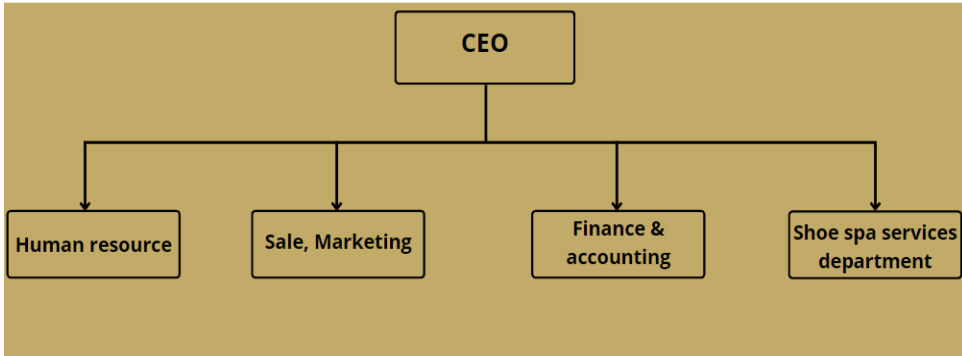 CEO
Human resource
Sale, Marketing
Finance &
accounting
Shoe spa services
department